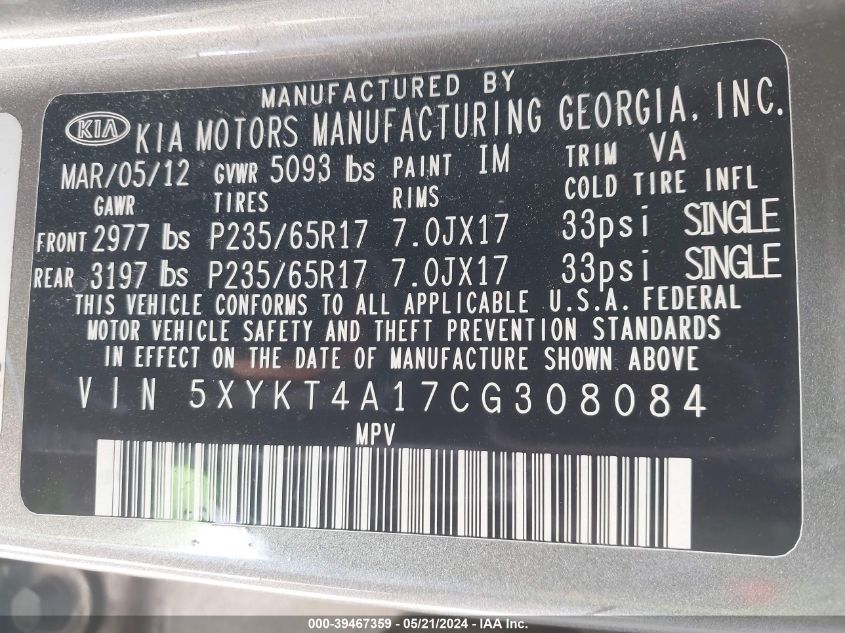 MANUFACTURED BY
KIA KIA MOTORS MANUFACTURING GEORGIA, INC.
MAR/05/12 GVWR 5093 lbs PAINT IM TRIM VA
GAWR TIRES RIMS COLD TIRE INFL
FRONT 2977 lbs P235/65R17 7.0JX17 33psi SINGLE
REAR 3197 lbs P235/65R17 7.0JX17 33psi SINGLE
THIS VEHICLE CONFORMS TO ALL APPLICABLE U.S.A. FEDERAL
MOTOR VEHICLE SAFETY AND THEFT PREVENTION STANDARDS
IN EFFECT ON THE DATE OF MANUFACTURE SHOWN ABOVE.
VIN 5XYKT4A17CG308084
MPV
000-39467359 - 05/21/2024 - IAA Inc.